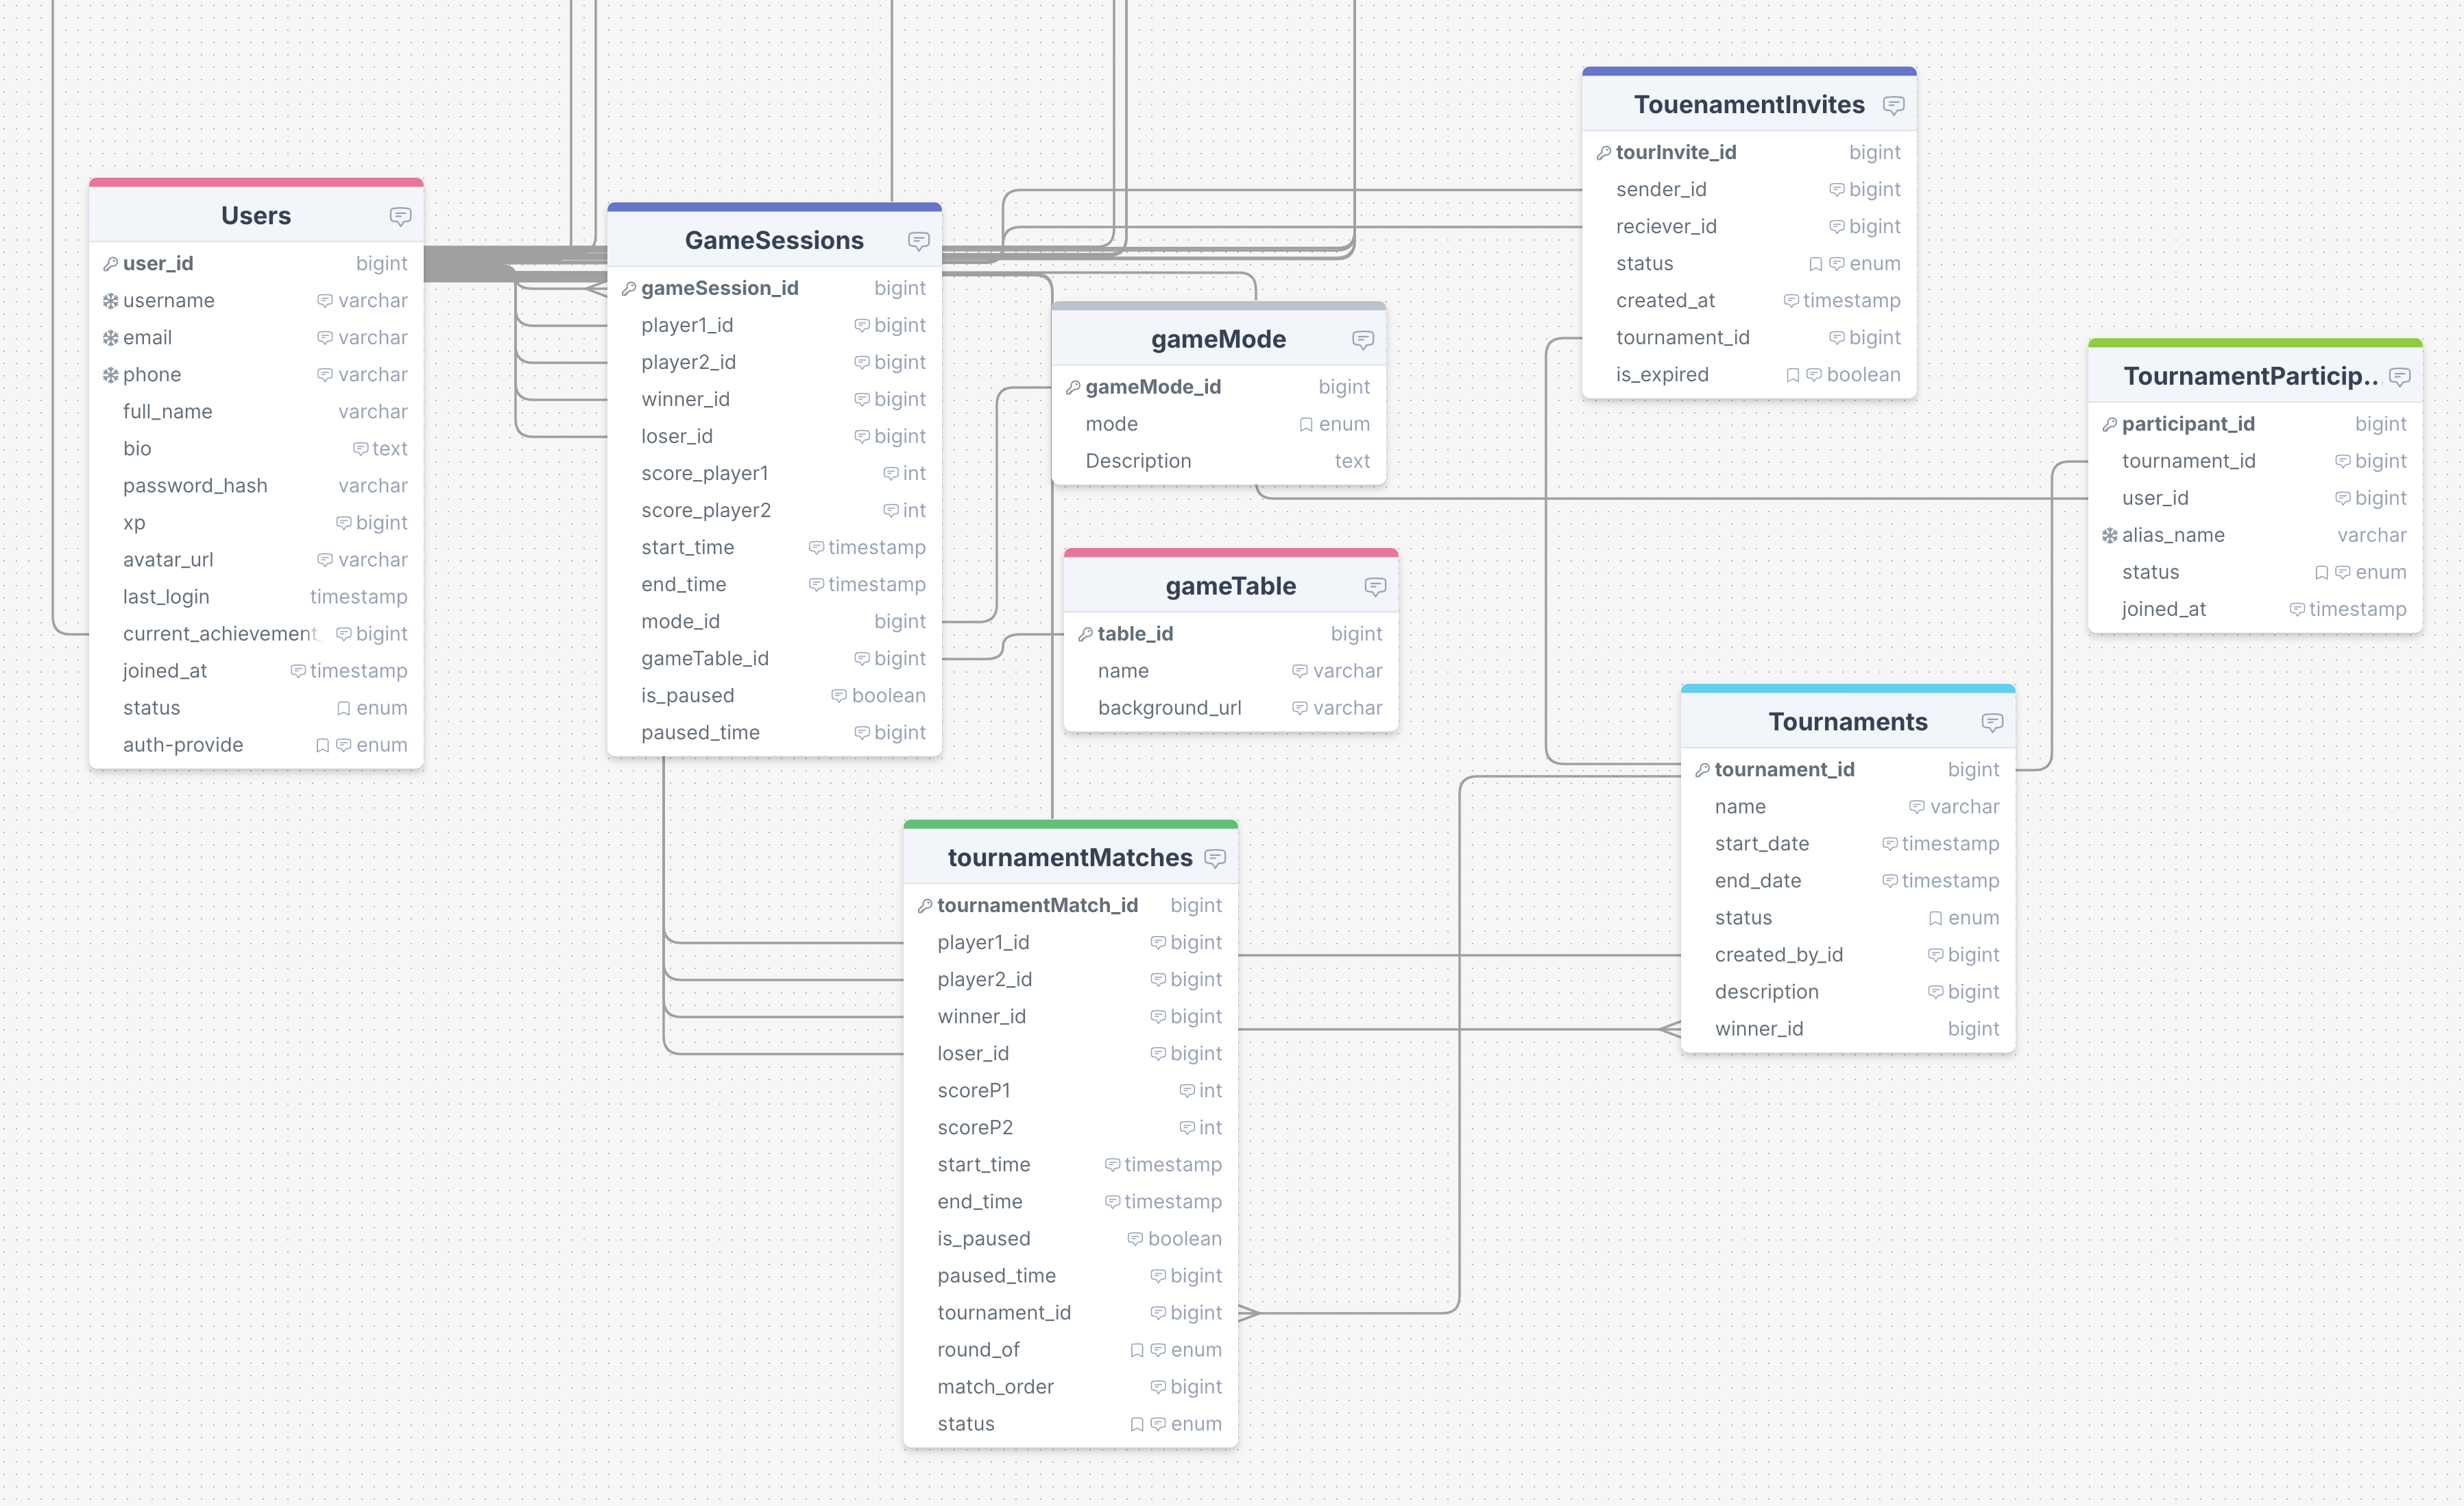 Users
user_id bigint
username varchar
email varchar
phone varchar
full_name varchar
bio text
password_hash varchar
xp bigint
avatar_url varchar
last_login timestamp
current_achievement bigint
joined_at timestamp
status enum
auth-provide enum
GameSessions
gameSession_id bigint
player1_id bigint
player2_id bigint
winner_id bigint
loser_id bigint
score_player1 int
score_player2 int
start_time timestamp
end_time timestamp
mode_id bigint
gameTable_id bigint
is_paused boolean
paused_time bigint
gameMode
gameMode_id bigint
mode enum
Description text
gameTable
table_id bigint
name varchar
background_url varchar
TouenamentInvites
tourInvite_id bigint
sender_id bigint
reciever_id bigint
status enum
created_at timestamp
tournament_id bigint
is_expired boolean
TournamentParticip..
participant_id bigint
tournament_id bigint
user_id bigint
alias_name varchar
status enum
joined_at timestamp
Tournaments
tournament_id bigint
name varchar
start_date timestamp
end_date timestamp
status enum
created_by_id bigint
description bigint
winner_id bigint
tournamentMatches
tournamentMatch_id bigint
player1_id bigint
player2_id bigint
winner_id bigint
loser_id bigint
scoreP1 int
scoreP2 int
start_time timestamp
end_time timestamp
is_paused boolean
paused_time bigint
tournament_id bigint
round_of enum
match_order bigint
status enum